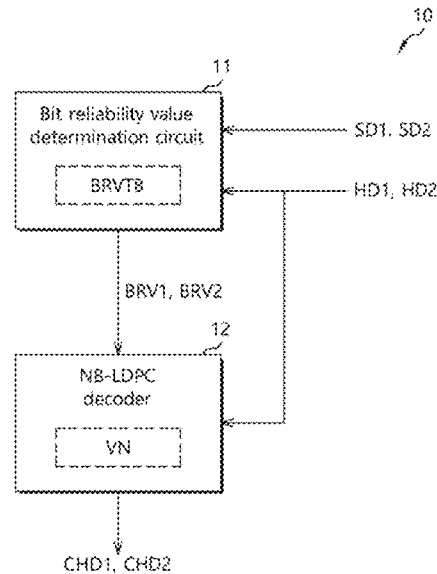 10
11
Bit reliability value
determination circuit
BRVTB
SD1, SD2
HD1, HD2
BRV1, BRV2
12
NB-LDPC
decoder
VN
CHD1, CHD2